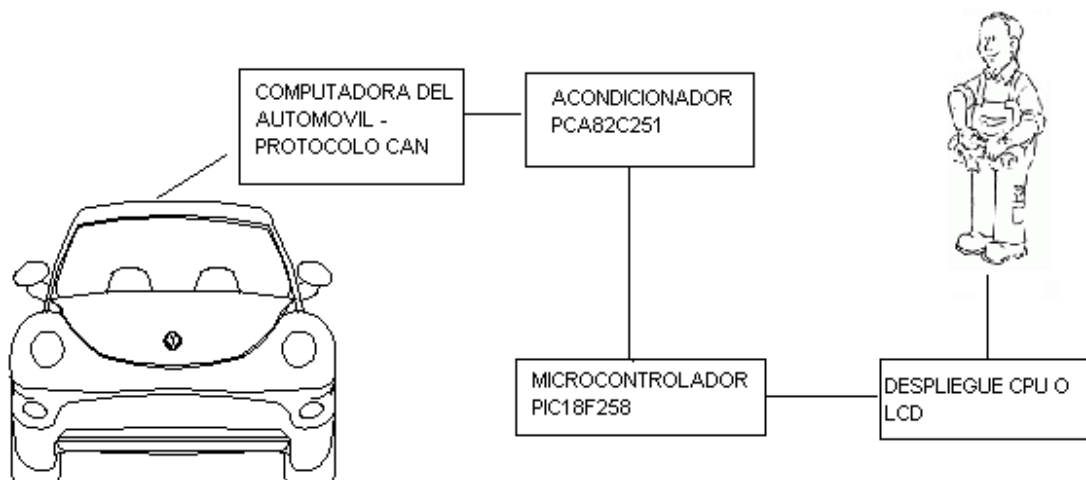 COMPUTADORA DEL
AUTOMOVIL -
PROTOCOLO CAN
ACONDICIONADOR
PCA82C251
MICROCONTROLADOR
PIC18F258
DESPLIEGUE CPU O
LCD